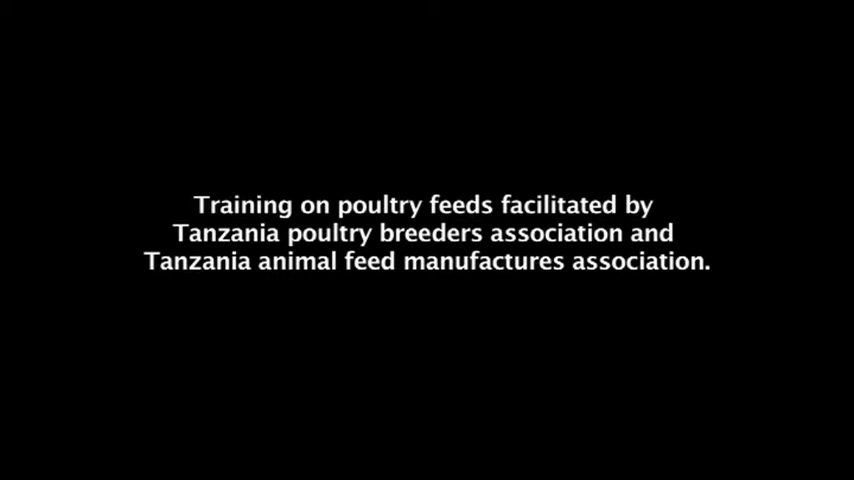 Training on poultry feeds facilitated by
Tanzania poultry breeders association and
Tanzania animal feed manufactures association.